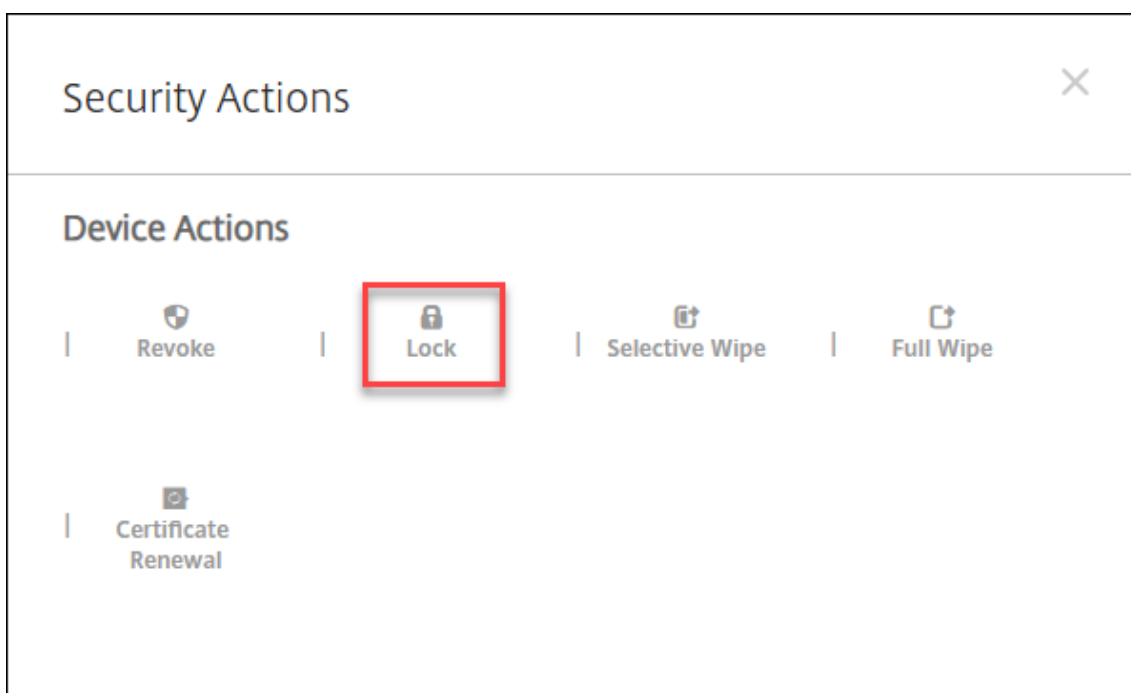 Security Actions
Device Actions
Revoke
Lock
Selective Wipe
Full Wipe
Certificate
Renewal